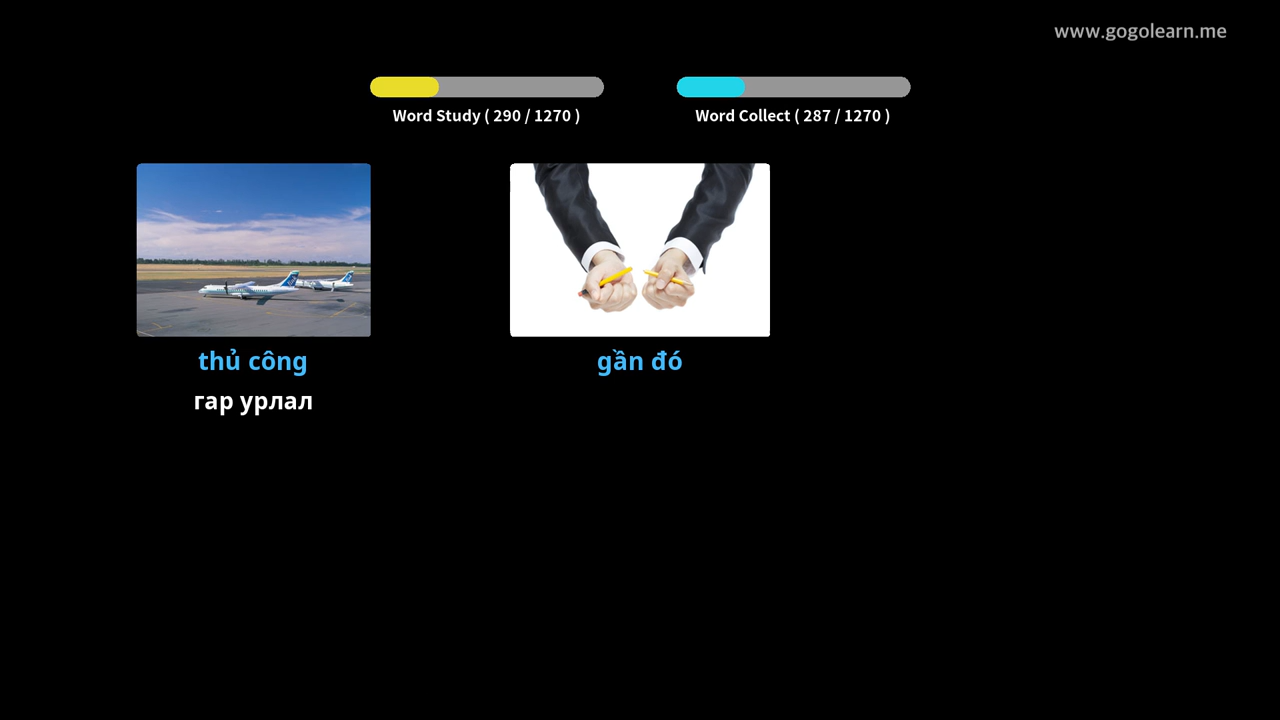 www.gogolearn.me
Word Study ( 290 / 1270 )
Word Collect ( 287 / 1270 )
thủ công
гар урлал
gần đó